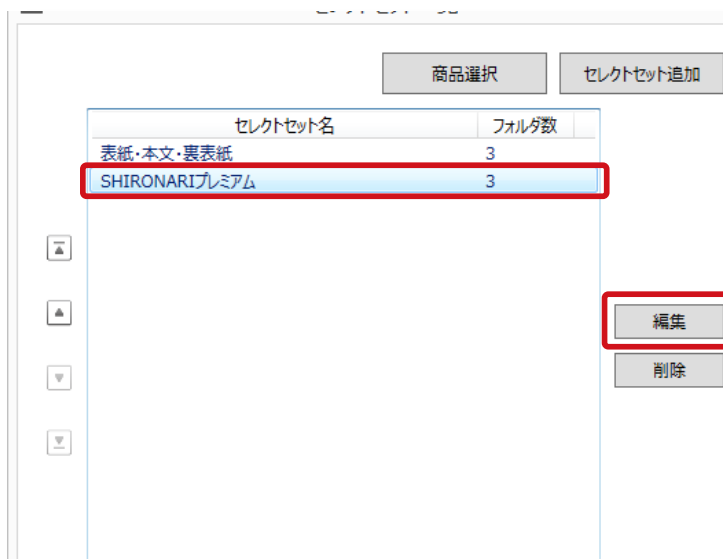 商品選択 セレクトセット追加
セレクトセット名 フォルダ数
表紙・本文・裏表紙 3
SHIRONARIプレミアム 3
編集
削除